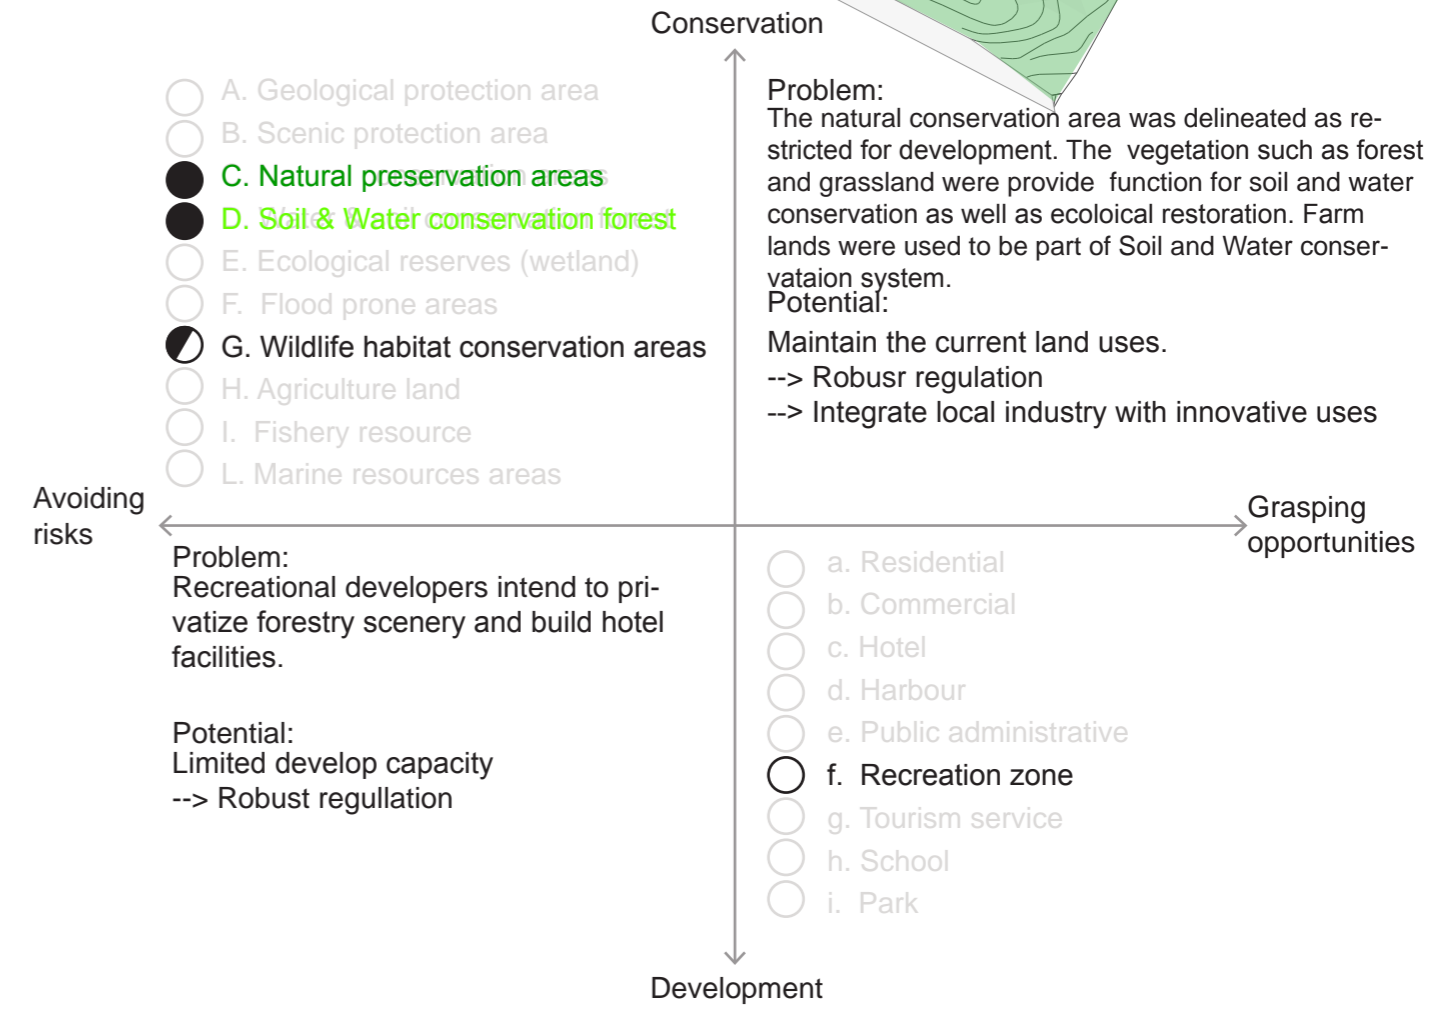 Conservation
A. Geological protection area
B. Scenic protection area
C. Natural preservation areas
D. Soil & Water conservation forest
E. Ecological reserves (wetland)
F. Flood prone areas
G. Wildlife habitat conservation areas
H. Agriculture land
I. Fishery resource
L. Marine resources areas
Problem:
The natural conservation area was delineated as re-
stricted for development. The vegetation such as forest
and grassland were provide function for soil and water
conservation as well as ecoloical restoration. Farm
lands were used to be part of Soil and Water conser-
vataion system.
Potential:
Maintain the current land uses.
--> Robusr regulation
--> Integrate local industry with innovative uses
Avoiding
risks
Grasping
opportunities
Problem:
Recreational developers intend to pri-
vatize forestry scenery and build hotel
facilities.
Potential:
Limited develop capacity
--> Robust regullation
a. Residential
b. Commercial
c. Hotel
d. Harbour
e. Public administrative
f. Recreation zone
g. Tourism service
h. School
i. Park
Development